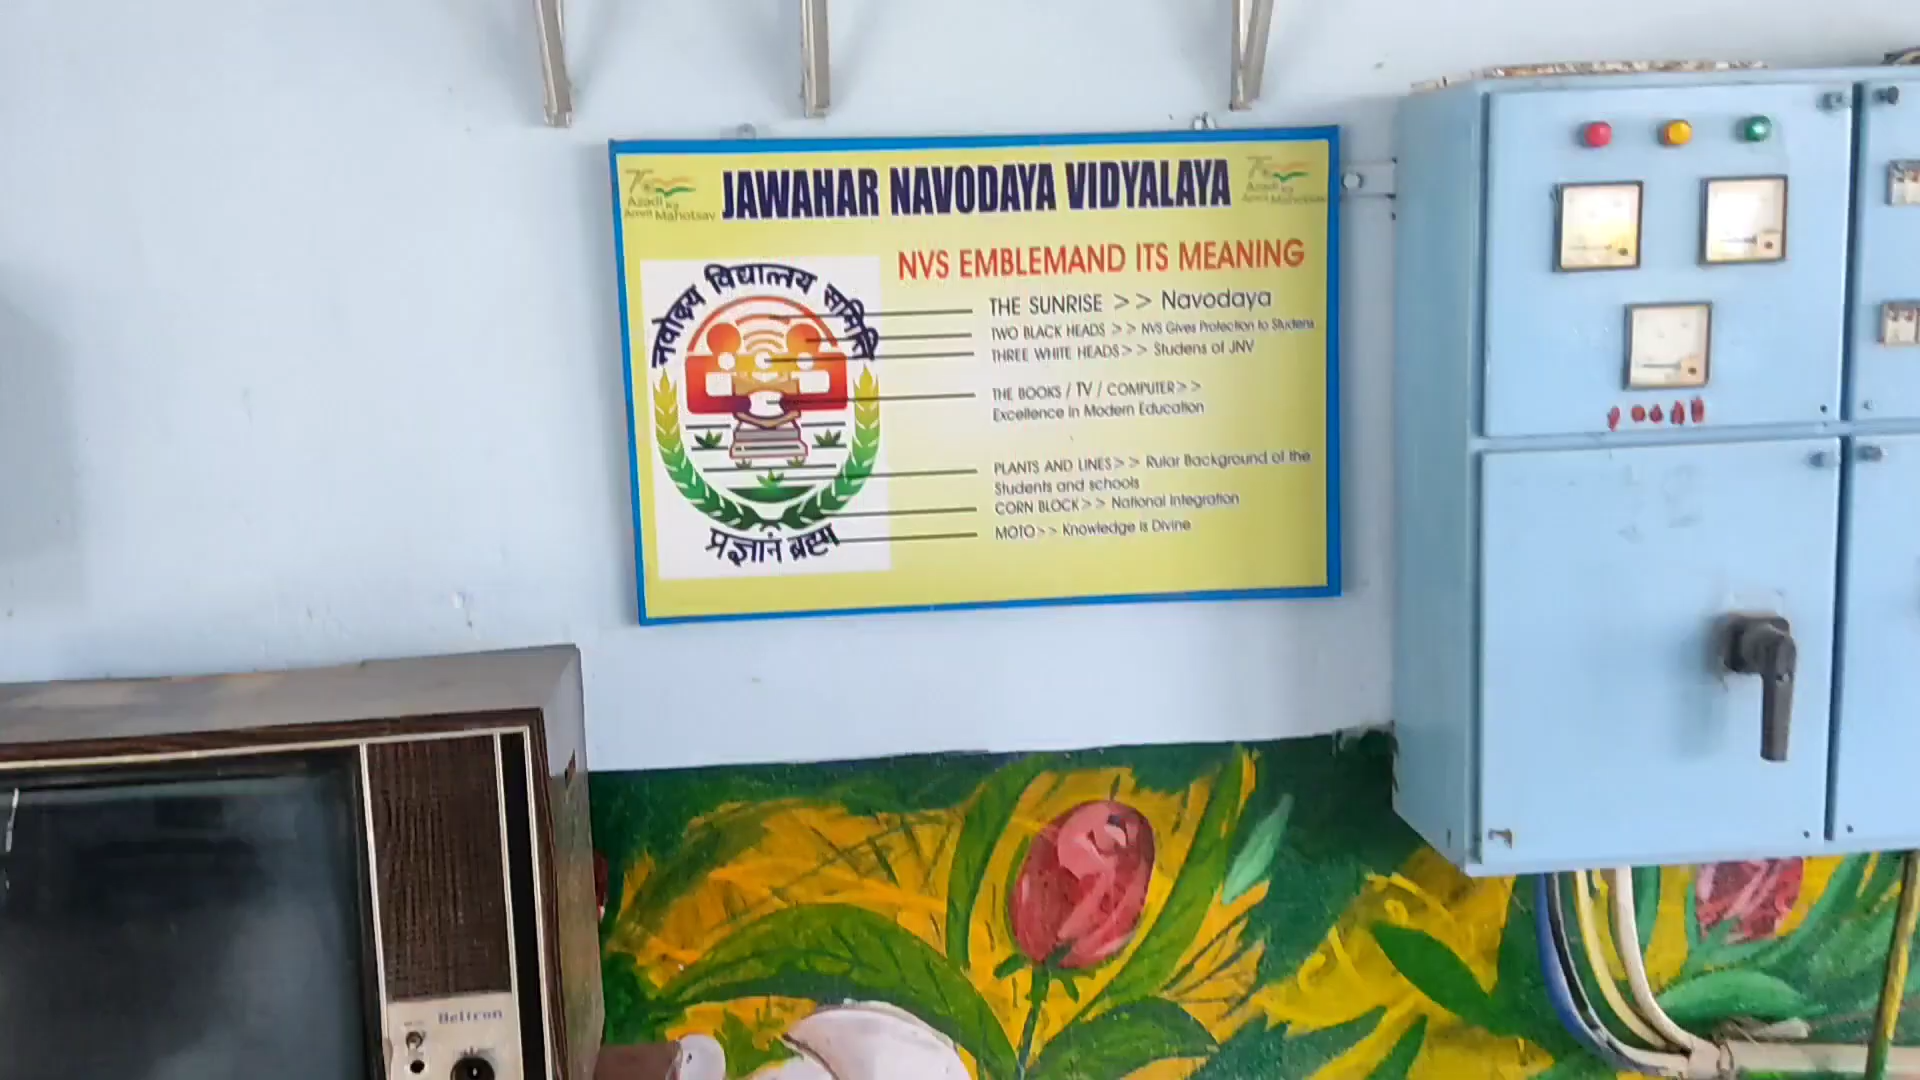 Azadi Ka
Amrit Mahotsav
JAWAHAR NAVODAYA VIDYALAYA
Azadi Ka
Amrit Mahotsav
NVS EMBLEMAND ITS MEANING
नवोदय विद्यालय समिति
THE SUNRISE >> Navodaya
TWO BLACK HEADS >> NVS Gives Protection to Studens
THREE WHITE HEADS>> Studens of JNV
THE BOOKS / TV / COMPUTER>>
Excellence in Modern Education
PLANTS AND LINES>> Rular Background of the
Students and schools
CORN BLOCK>> National Integration
MOTO>> Knowledge is Divine
प्रज्ञानं ब्रह्म
Beltron